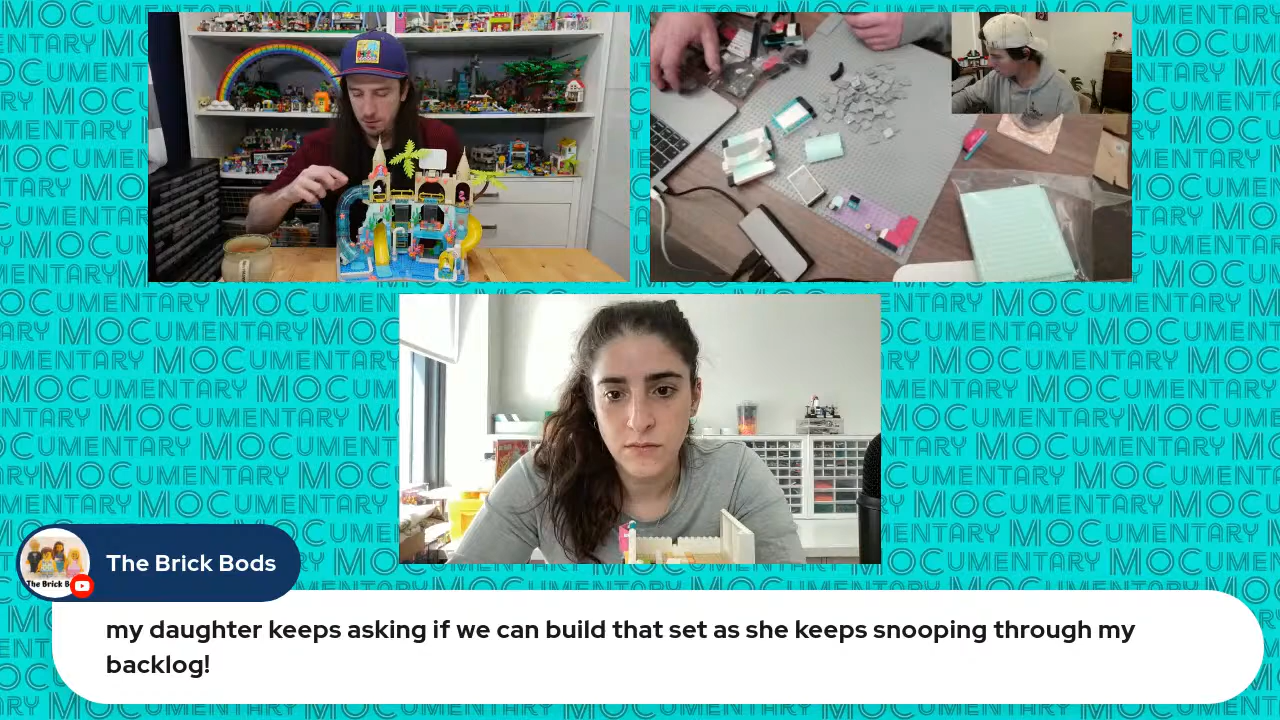 MOCUMENTARY
The Brick Bods
my daughter keeps asking if we can build that set as she keeps snooping through my
backlog!